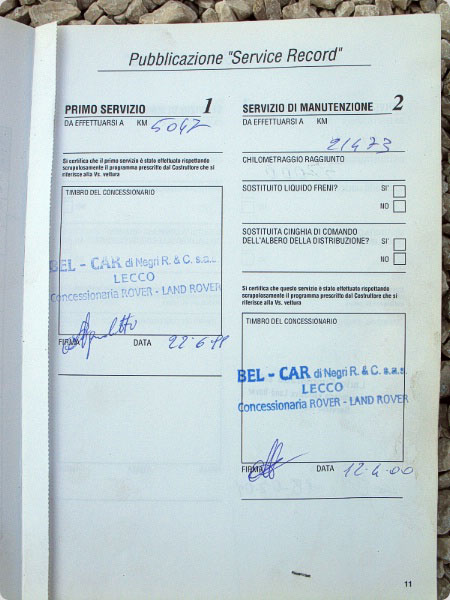 Pubblicazione "Service Record"
PRIMO SERVIZIO 1
DA EFFETTUARSI A KM 5047
Si certifica che il primo servizio è stato effettuato rispettando
scrupolosamente il programma prescritto dal Costruttore che si
riferisce alla Vs. vettura
TIMBRO DEL CONCESSIONARIO
BEL - CAR di Negri R. & C. s.a.s.
LECCO
Concessionaria ROVER - LAND ROVER
FIRMA DATA 22-6-99
SERVIZIO DI MANUTENZIONE 2
DA EFFETTUARSI A KM
21473
CHILOMETRAGGIO RAGGIUNTO
SOSTITUITO LIQUIDO FRENI? SI'
NO
SOSTITUITA CINGHIA DI COMANDO
DELL'ALBERO DELLA DISTRIBUZIONE? SI'
NO
Si certifica che questo servizio è stato effettuato rispettando
scrupolosamente il programma prescritto dal Costruttore che si
riferisce alla Vs. vettura
TIMBRO DEL CONCESSIONARIO
BEL - CAR di Negri R. & C. s.a.s.
LECCO
Concessionaria ROVER - LAND ROVER
FIRMA DATA 12-4-00
11